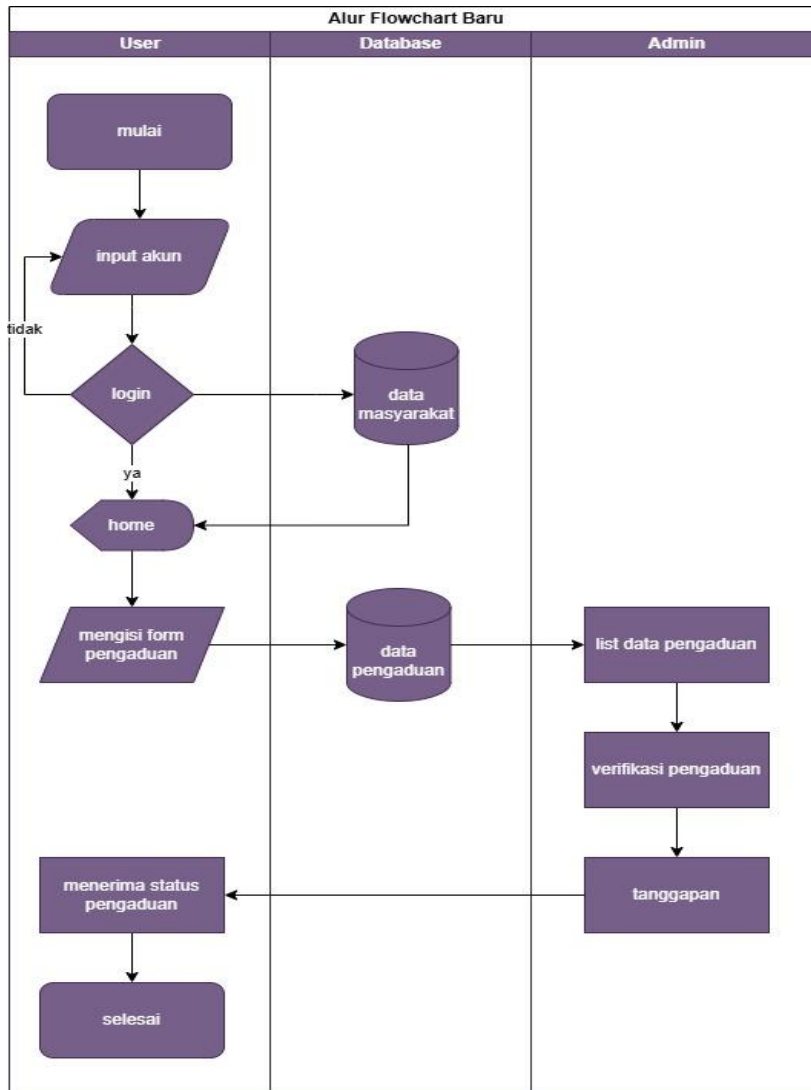 Alur Flowchart Baru
User
Database
Admin
mulai
input akun
tidak
login
data
masyarakat
ya
home
mengisi form
pengaduan
data
pengaduan
list data pengaduan
verifikasi pengaduan
menerima status
pengaduan
tanggapan
selesai